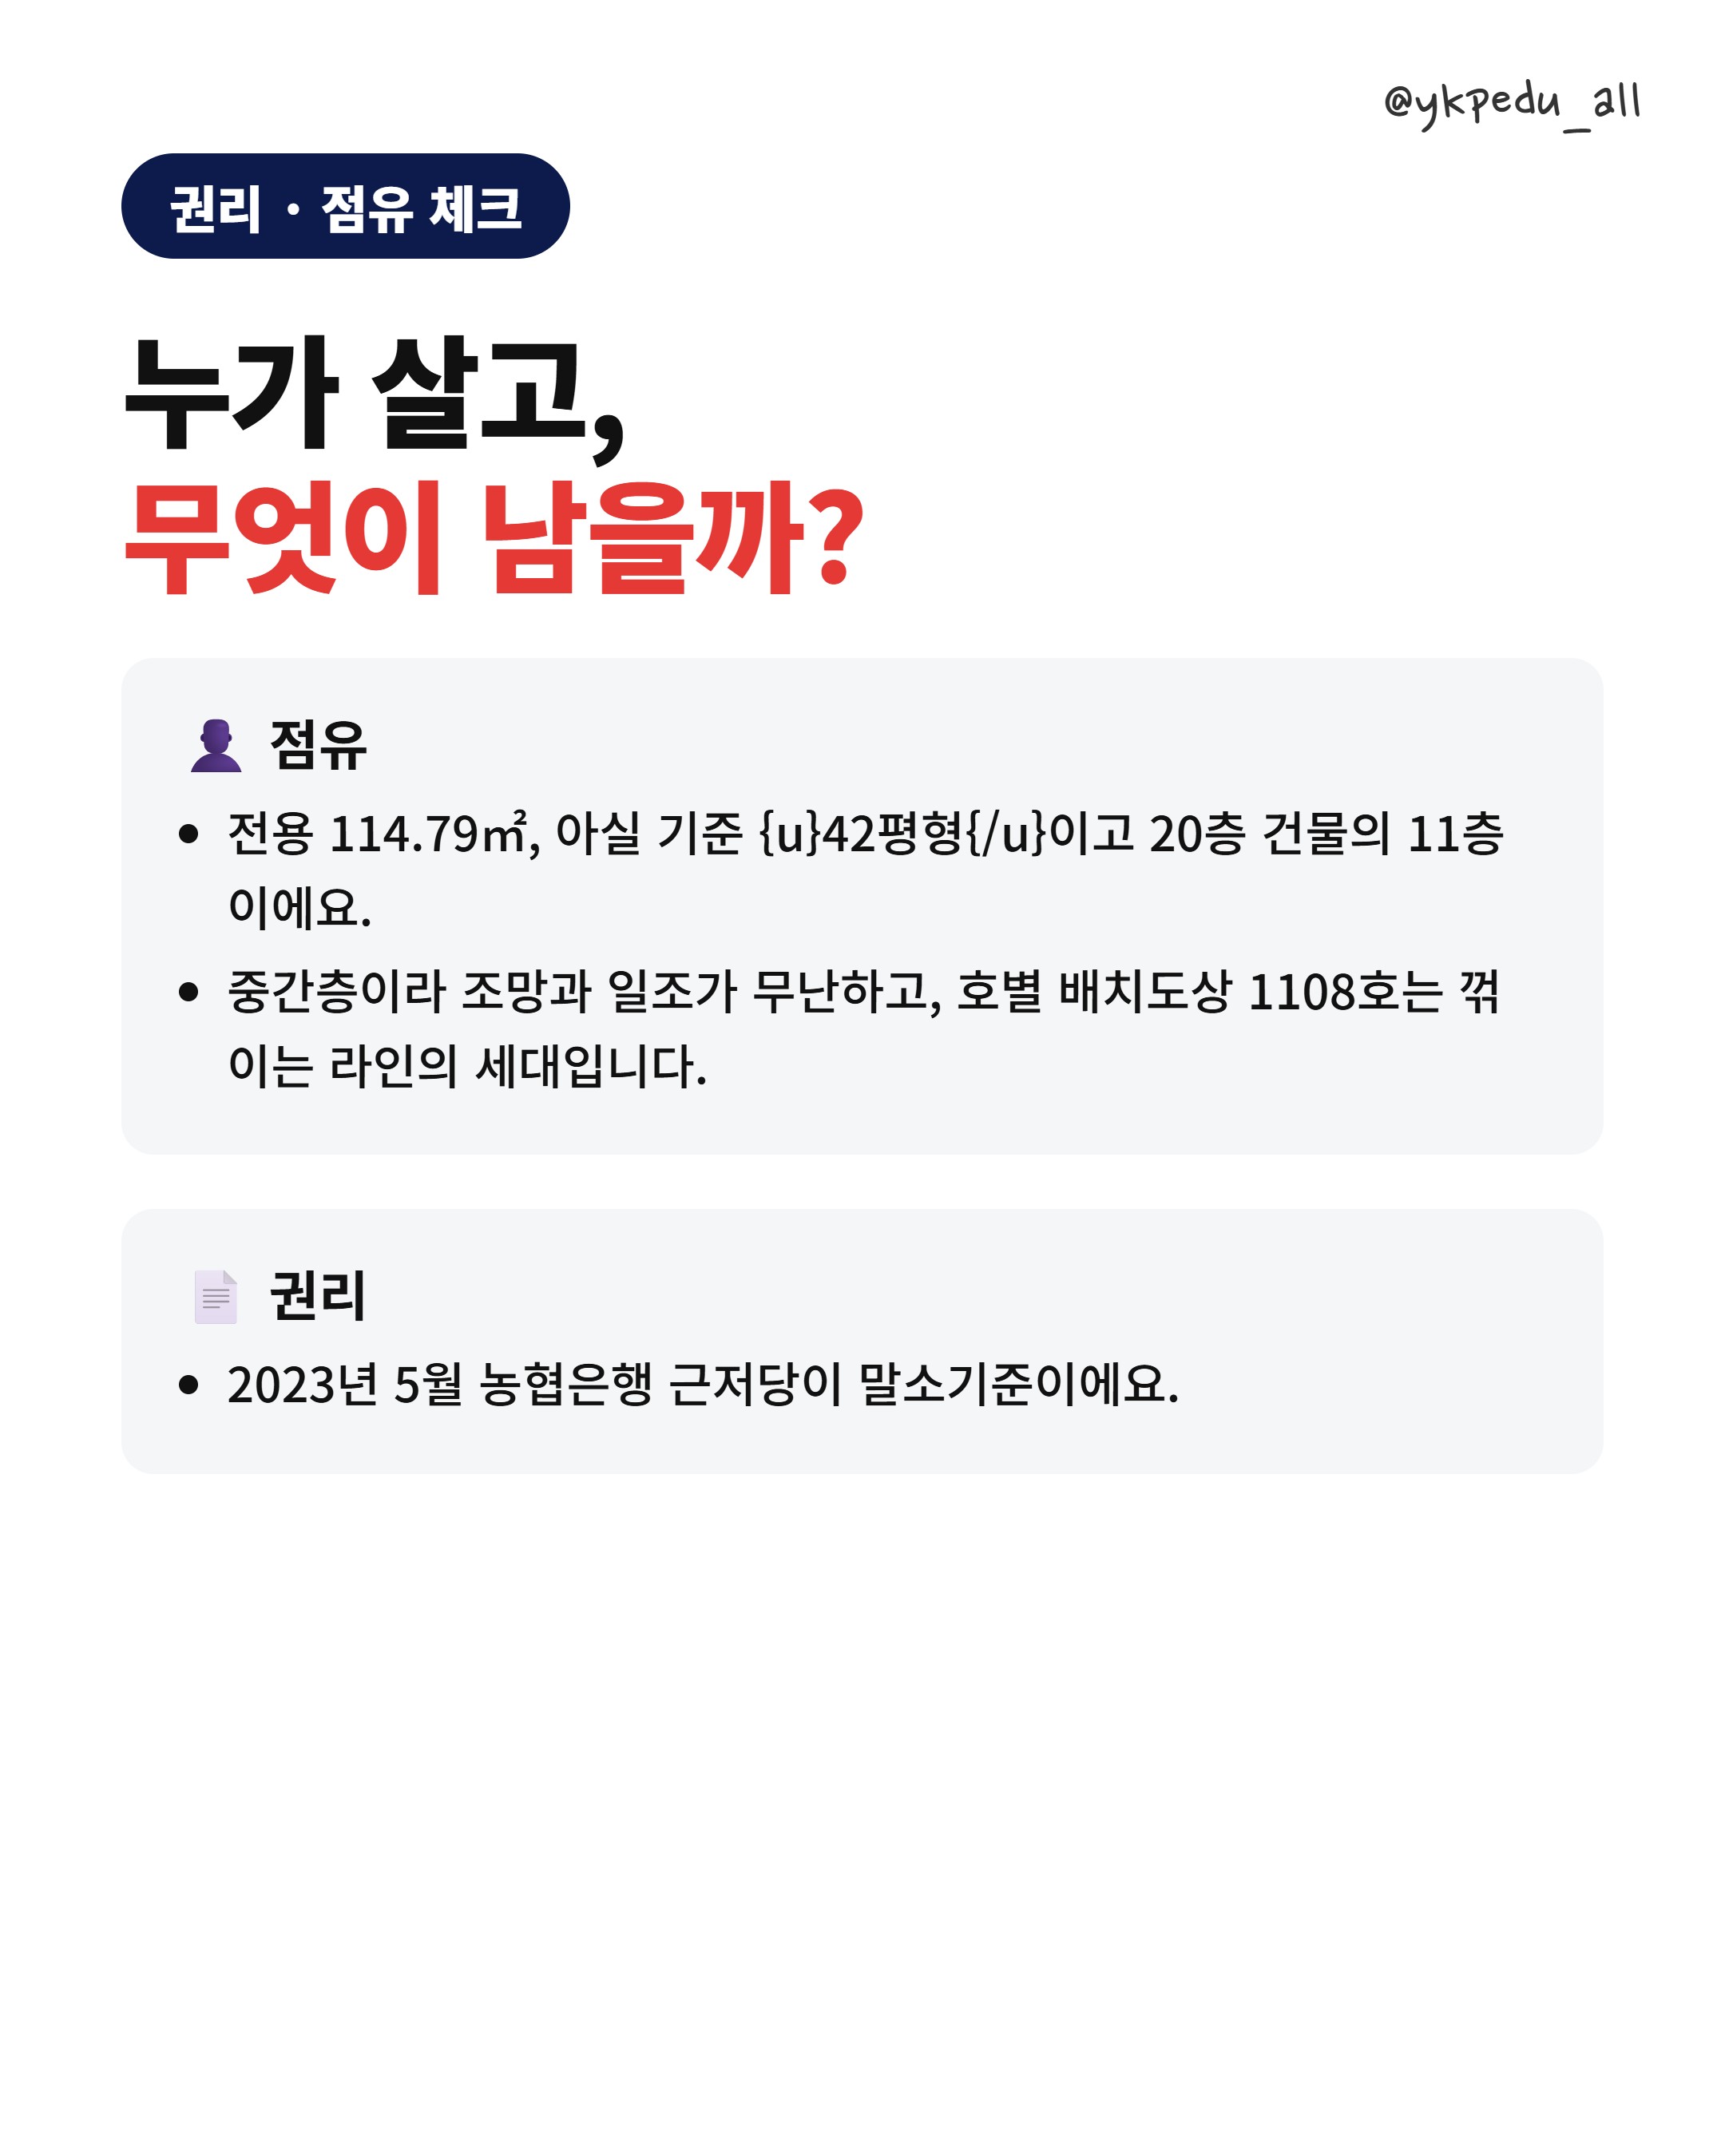 @ykpedu_all
권리 · 점유 체크
누가 살고,
무엇이 남을까?
점유
• 전용 114.79㎡, 아실 기준 {u}42평형{/u}이고 20층 건물의 11층
이에요.
• 중간층이라 조망과 일조가 무난하고, 호별 배치도상 1108호는 꺾
이는 라인의 세대입니다.
권리
• 2023년 5월 농협은행 근저당이 말소기준이에요.